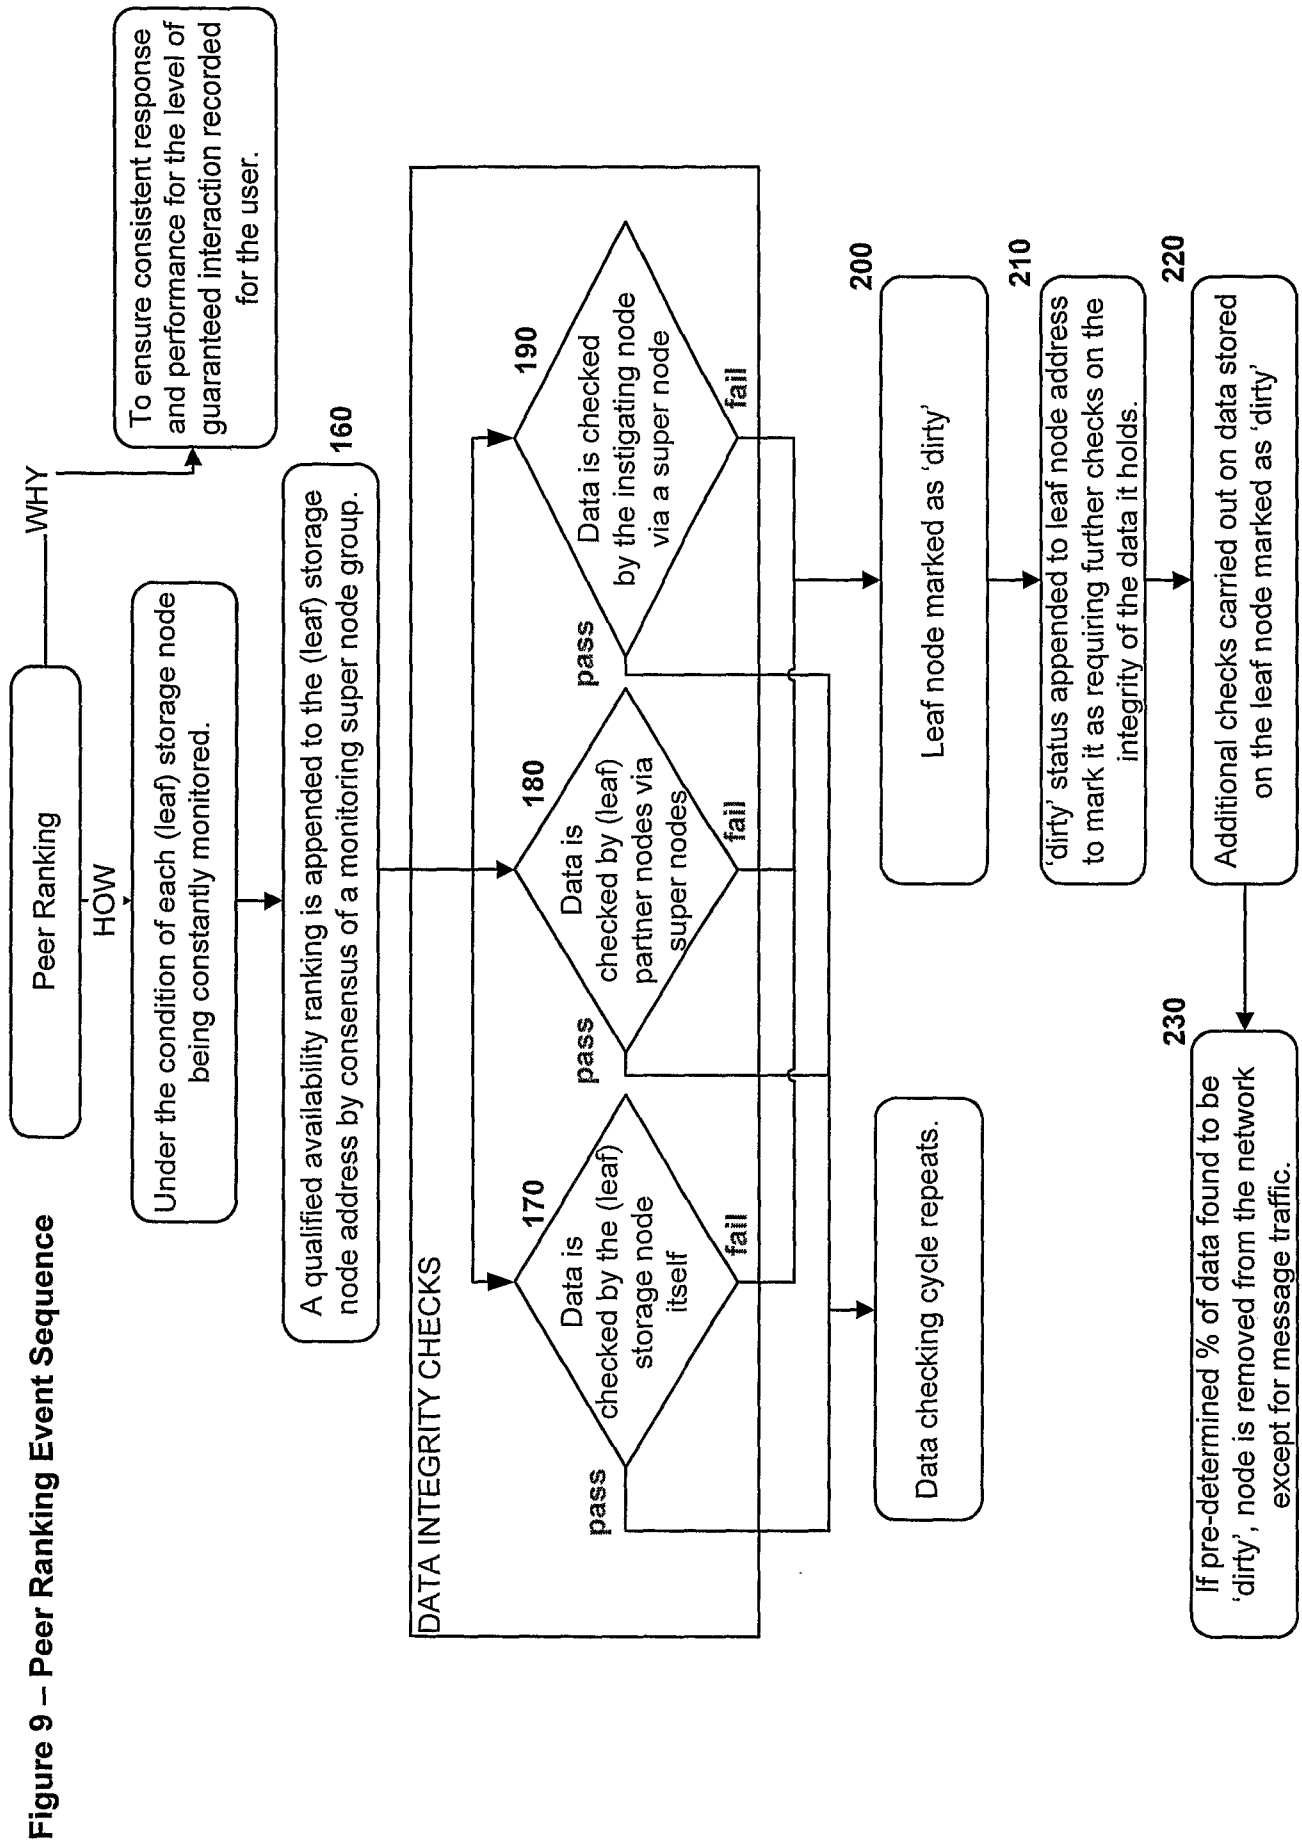 Figure 9 – Peer Ranking Event Sequence
Peer Ranking
WHY
To ensure consistent response
and performance for the level of
guaranteed interaction recorded
for the user.
HOW
Under the condition of each (leaf) storage node
being constantly monitored.
160
A qualified availability ranking is appended to the (leaf) storage
node address by consensus of a monitoring super node group.
DATA INTEGRITY CHECKS
170
Data is
checked by the (leaf)
storage node
itself
pass
fail
180
Data is
checked by (leaf)
partner nodes via
super nodes
pass
fail
190
Data is checked
by the instigating node
via a super node
pass
fail
Data checking cycle repeats.
200
Leaf node marked as ‘dirty’
210
‘dirty’ status appended to leaf node address
to mark it as requiring further checks on the
integrity of the data it holds.
220
Additional checks carried out on data stored
on the leaf node marked as ‘dirty’
230
If pre-determined % of data found to be
‘dirty’, node is removed from the network
except for message traffic.